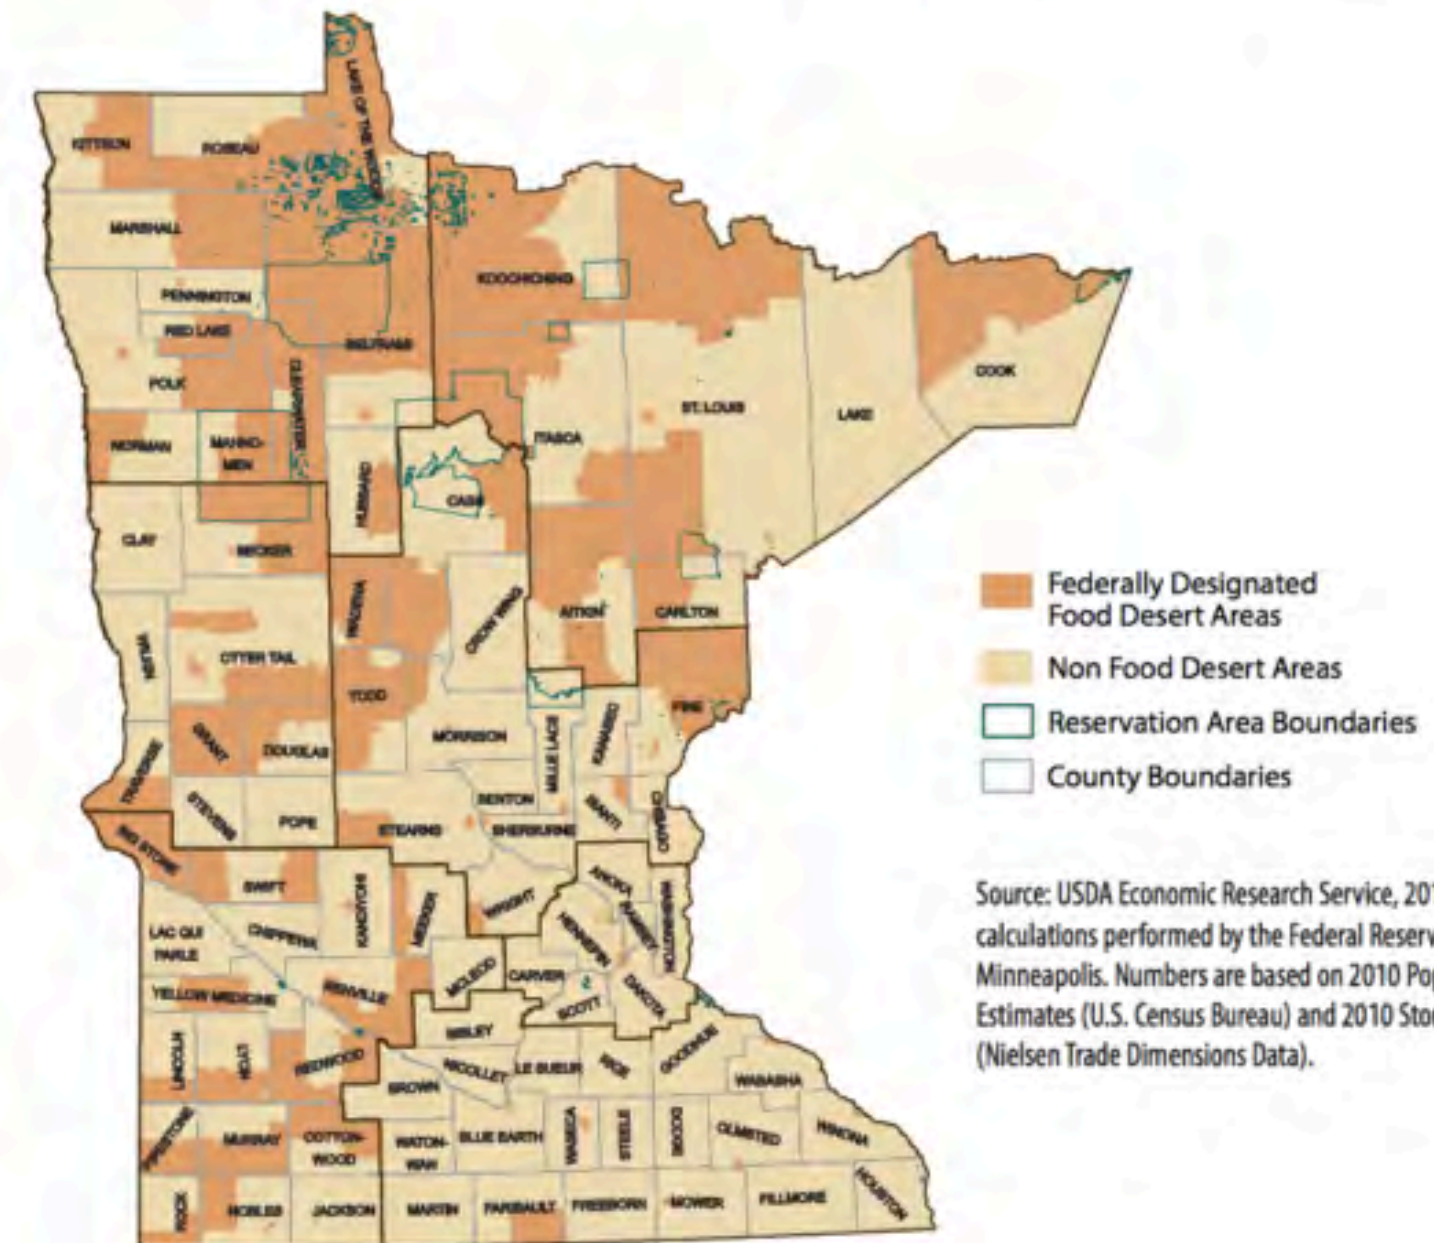 LAKE OF THE WOODS
KITTSON
ROSEAU
MARSHALL
KOOCHICHING
PENNINGTON
RED LAKE
BELTRAMI
COOK
POLK
CLEARWATER
ST. LOUIS
LAKE
NORMAN
MAHNO-
MEN
ITASCA
HUBBARD
CASS
CLAY
BECKER
WADENA
CROW WING
AITKIN
CARLTON
WILKIN
OTTER TAIL
TODD
PINE
GRANT
DOUGLAS
MORRISON
MILLE LACS
KANABEC
TRAVERSE
STEVENS
POPE
STEARNS
BENTON
SHERBURNE
ISANTI
CHISAGO
BIG STONE
SWIFT
KANDIYOHI
MEEKER
WRIGHT
ANOKA
HENNEPIN
RAMSEY
WASHINGTON
LAC QUI
PARLE
CHIPPEWA
YELLOW MEDICINE
RENVILLE
MCLEOD
CARVER
SCOTT
DAKOTA
LINCOLN
LYON
REDWOOD
SIBLEY
NICOLLET
BROWN
LE SUEUR
RICE
GOODHUE
WABASHA
PIPESTONE
MURRAY
COTTON-
WOOD
WATON-
WAN
BLUE EARTH
WASECA
STEELE
DODGE
OLMSTED
WINONA
ROCK
NOBLES
JACKSON
MARTIN
FARIBAULT
FREEBORN
MOWER
FILLMORE
HOUSTON
Federally Designated
Food Desert Areas
Non Food Desert Areas
Reservation Area Boundaries
County Boundaries
Source: USDA Economic Research Service, 201
calculations performed by the Federal Reserv
Minneapolis. Numbers are based on 2010 Pop
Estimates (U.S. Census Bureau) and 2010 Stor
(Nielsen Trade Dimensions Data).